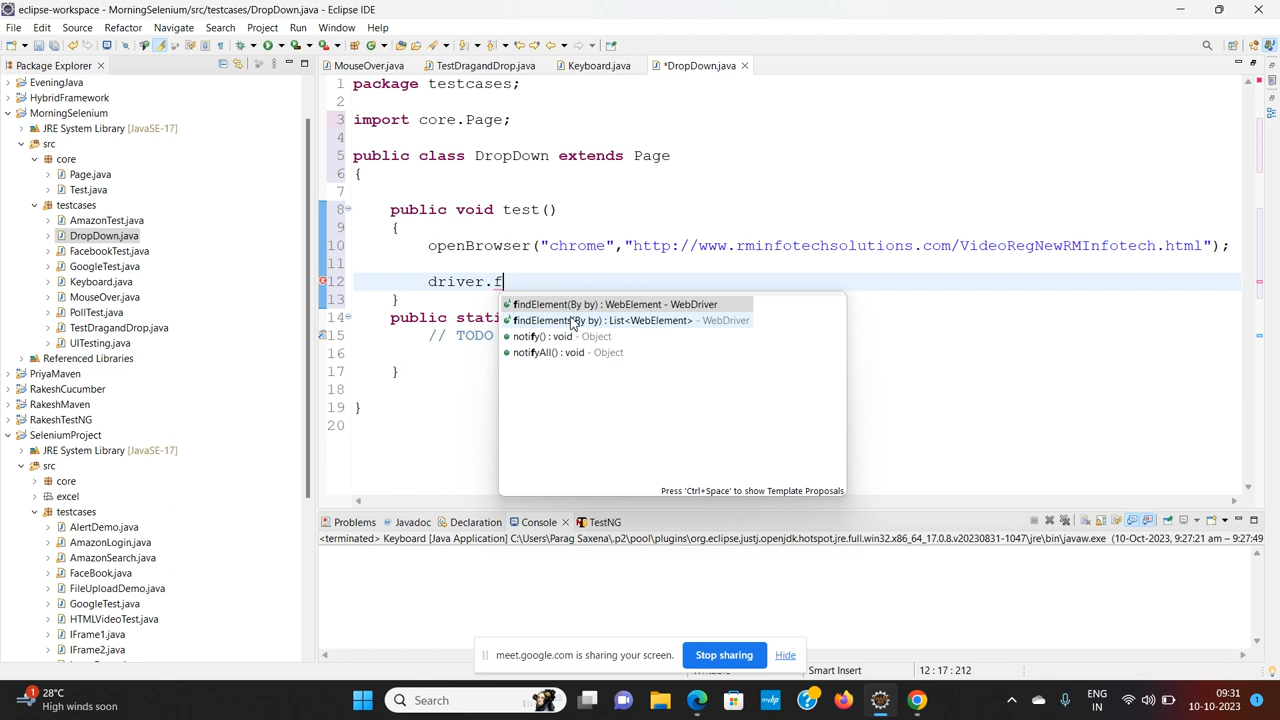 eclipse-workspace - MorningSelenium/src/testcases/DropDown.java - Eclipse IDE
File Edit Source Refactor Navigate Search Project Run Window Help
Package Explorer
MouseOver.java TestDragandDrop.java Keyboard.java *DropDown.java
EveningJava
HybridFramework
MorningSelenium
JRE System Library [JavaSE-17]
src
core
Page.java
Test.java
testcases
AmazonTest.java
DropDown.java
FacebookTest.java
GoogleTest.java
Keyboard.java
MouseOver.java
PollTest.java
TestDragandDrop.java
UITesting.java
Referenced Libraries
PriyaMaven
RakeshCucumber
RakeshMaven
RakeshTestNG
SeleniumProject
JRE System Library [JavaSE-17]
src
core
excel
testcases
AlertDemo.java
AmazonLogin.java
AmazonSearch.java
FaceBook.java
FileUploadDemo.java
GoogleTest.java
HTMLVideoTest.java
IFrame1.java
IFrame2.java
1 package testcases;
2
3 import core.Page;
4
5 public class DropDown extends Page
6 {
7
8 public void test()
9 {
10 openBrowser("chrome","http://www.rminfotechsolutions.com/VideoRegNewRMInfotech.html");
11
12 driver.f
13 }
14 public stati
15 // TODO
16
17 }
18
19 }
20
findElement(By by) : WebElement - WebDriver
findElements(By by) : List<WebElement> - WebDriver
notify() : void - Object
notifyAll() : void - Object
Press 'Ctrl+Space' to show Template Proposals
Problems Javadoc Declaration Console TestNG
<terminated> Keyboard [Java Application] C:\Users\Parag Saxena\.p2\pool\plugins\org.eclipse.justj.openjdk.hotspot.jre.full.win32.x86_64_17.0.8.v20230831-1047\jre\bin\javaw.exe (10-Oct-2023, 9:27:21 am – 9:27:49
meet.google.com is sharing your screen. Stop sharing Hide
Smart Insert 12 : 17 : 212
28°C
High winds soon
Search
ENG
IN
09:31
10-10-2023